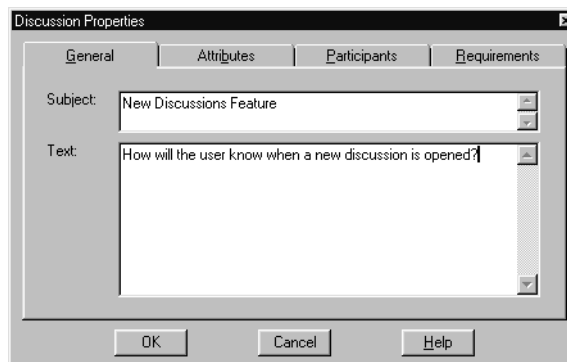 Discussion Properties
General Attributes Participants Requirements
Subject: New Discussions Feature
Text: How will the user know when a new discussion is opened?
OK Cancel Help